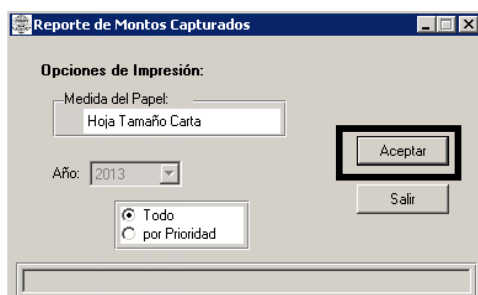 Reporte de Montos Capturados
Opciones de Impresión:
Medida del Papel:
Hoja Tamaño Carta
Aceptar
Año: 2013
Salir
Todo
por Prioridad